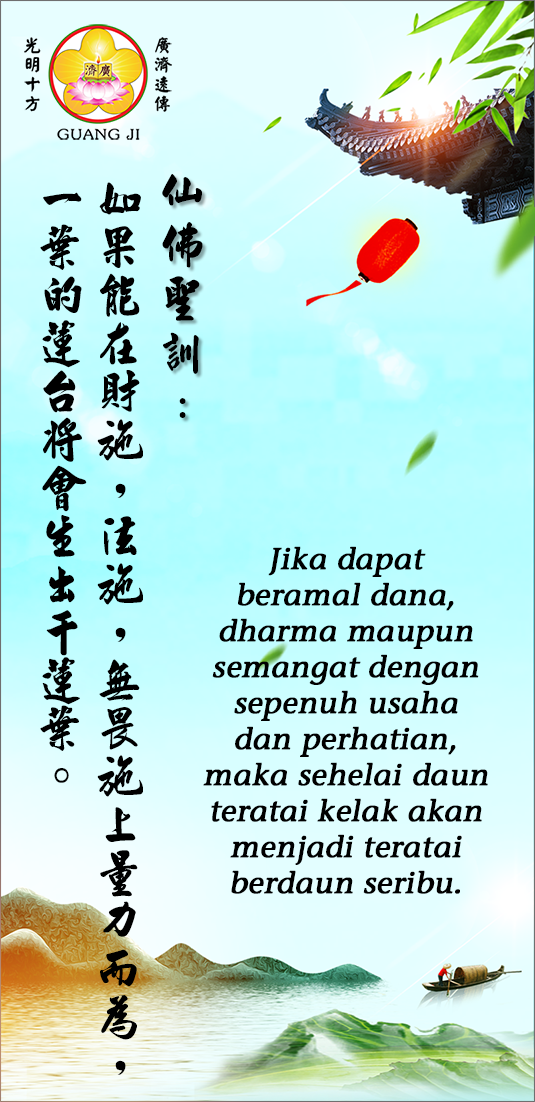 光明十方
廣濟
廣濟遠傳
GUANG JI
仙佛聖訓：
如果能在財施，法施，無畏施上量力而為，
一葉的蓮台將會生出千蓮葉。
Jika dapat
beramal dana,
dharma maupun
semangat dengan
sepenuh usaha
dan perhatian,
maka sehelai daun
teratai kelak akan
menjadi teratai
berdaun seribu.